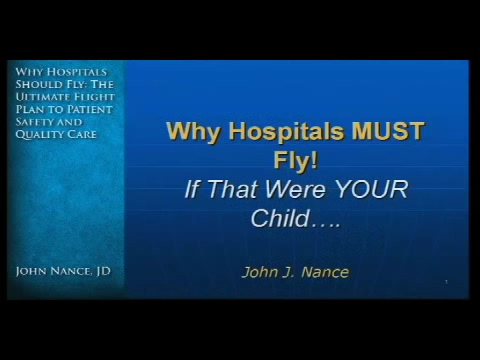 Why Hospitals
Should Fly: The
Ultimate Flight
Plan to Patient
Safety and
Quality Care
John Nance, JD
Why Hospitals MUST
Fly!
If That Were YOUR
Child….
John J. Nance
1